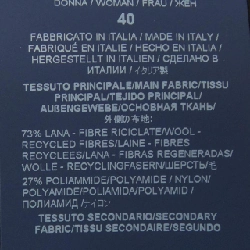 DONNA / WOMAN / FRAU / ЖЕН
40
FABBRICATO IN ITALIA / MADE IN ITALY /
FABRIQUÉ EN ITALIE / HECHO EN ITALIA /
HERGESTELLT IN ITALIEN / СДЕЛАНО В
ИТАЛИИ / イタリア製
TESSUTO PRINCIPALE/MAIN FABRIC/TISSU
PRINCIPAL/TEJIDO PRINCIPAL/
AUßENGEWEBE/ОСНОВНАЯ ТКАНЬ/
外側の布地:
73% LANA - FIBRE RICICLATE/WOOL -
RECYCLED FIBRES/LAINE - FIBRES
RECYCLEES/LANA - FIBRAS REGENERADAS/
WOLLE - RECYCLINGFASERN/ШЕРСТЬ/毛
27% POLIAMMIDE/POLYAMIDE / NYLON/
POLYAMIDE/POLIAMIDA/POLYAMID /
ПОЛИАМИД /ナイロン
TESSUTO SECONDARIO/SECONDARY
FABRIC/TISSU SECONDAIRE/SEGUNDO